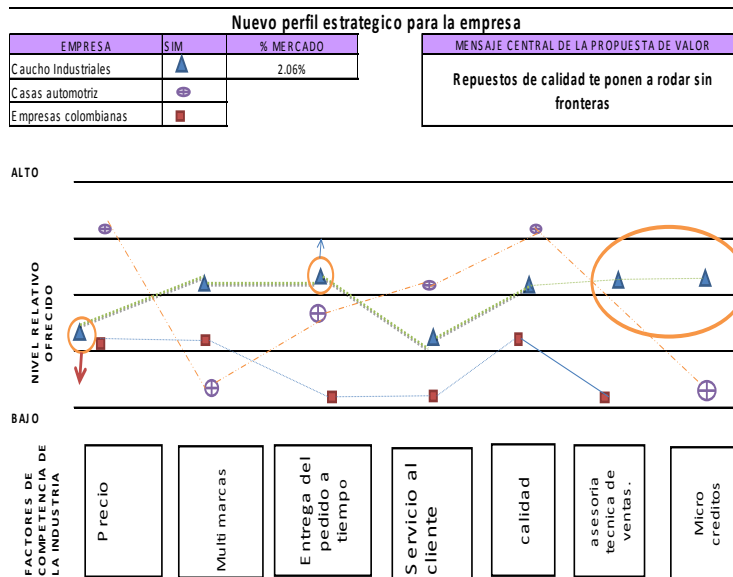 Nuevo perfil estrategico para la empresa
EMPRESA SIM % MERCADO
Caucho Industriales 2.06%
Casas automotriz
Empresas colombianas
MENSAJE CENTRAL DE LA PROPUESTA DE VALOR
Repuestos de calidad te ponen a rodar sin
fronteras
ALTO
NIVEL RELATIVO
OFRECIDO
BAJO
FACTORES DE
COMPETENCIA DE
LA INDUSTRIA
Precio
Multi marcas
Entrega del
pedido a
tiempo
Servicio al
cliente
calidad
asesoria
tecnica de
ventas.
Micro
creditos